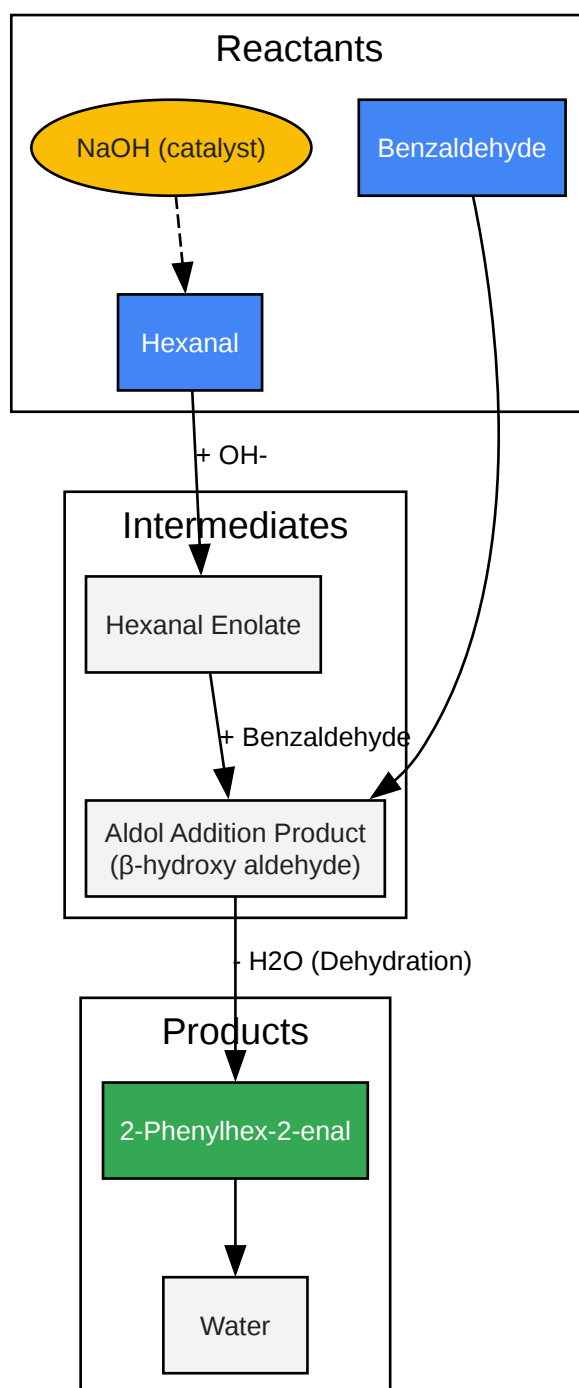 Reactants
NaOH (catalyst)
Benzaldehyde
Hexanal
+ OH-
Intermediates
Hexanal Enolate
+ Benzaldehyde
Aldol Addition Product
(β-hydroxy aldehyde)
- H2O (Dehydration)
Products
2-Phenylhex-2-enal
Water